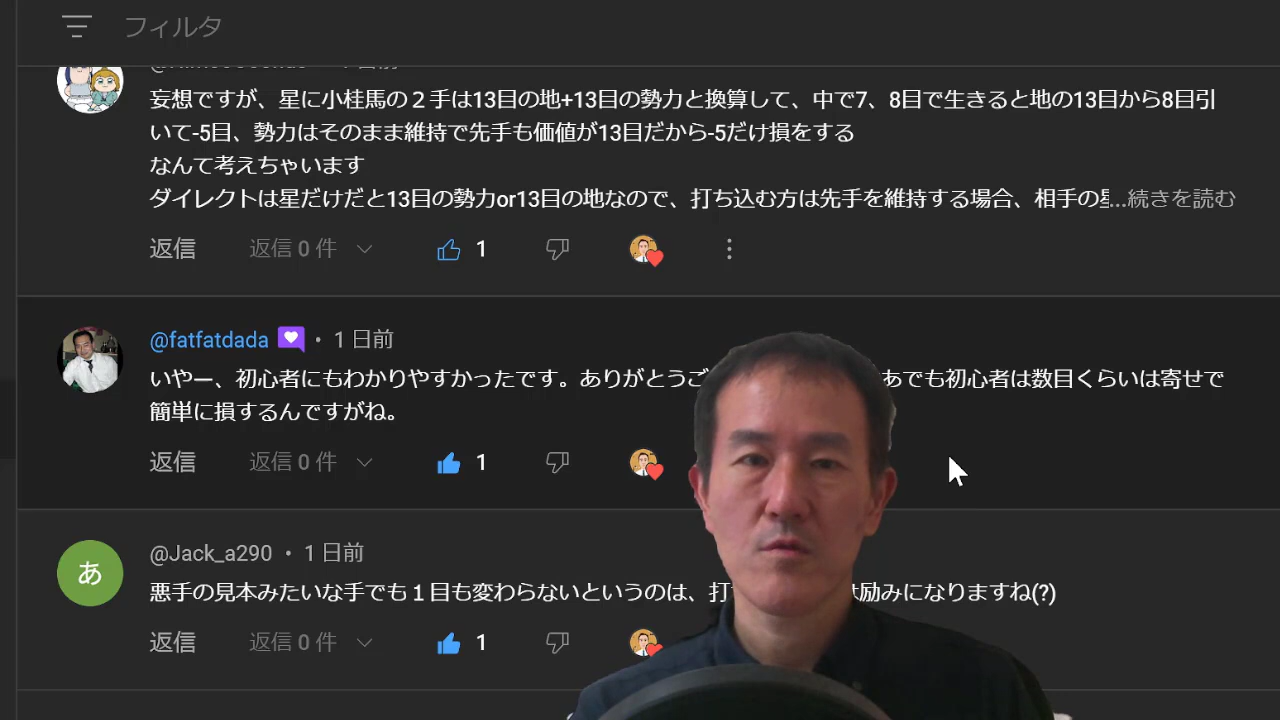 フィルタ
妄想ですが、星に小桂馬の２手は13目の地+13目の勢力と換算して、中で7、8目で生きると地の13目から8目引
いて-5目、勢力はそのまま維持で先手も価値が13目だから-5だけ損をする
なんて考えちゃいます
ダイレクトは星だけだと13目の勢力or13目の地なので、打ち込む方は先手を維持する場合、相手の星...続きを読む
返信 返信 0 件 1
@fatfatdada • 1 日前
いやー、初心者にもわかりやすかったです。ありがとうご あでも初心者は数目くらいは寄せで
簡単に損するんですがね。
返信 返信 0 件 1
あ
@Jack_a290 • 1 日前
悪手の見本みたいな手でも１目も変わらないというのは、打 励みになりますね(?)
返信 返信 0 件 1